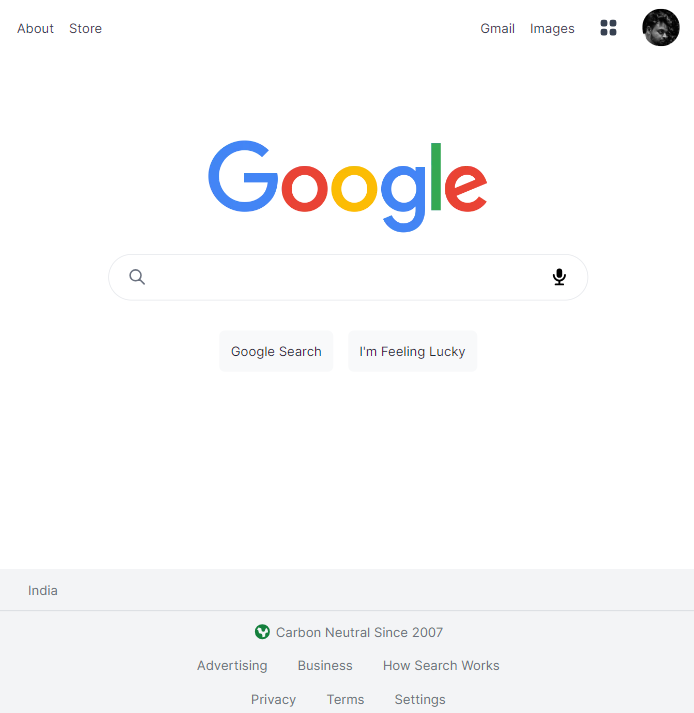 About Store Gmail Images
Google
Google Search I'm Feeling Lucky
India
Carbon Neutral Since 2007
Advertising Business How Search Works
Privacy Terms Settings